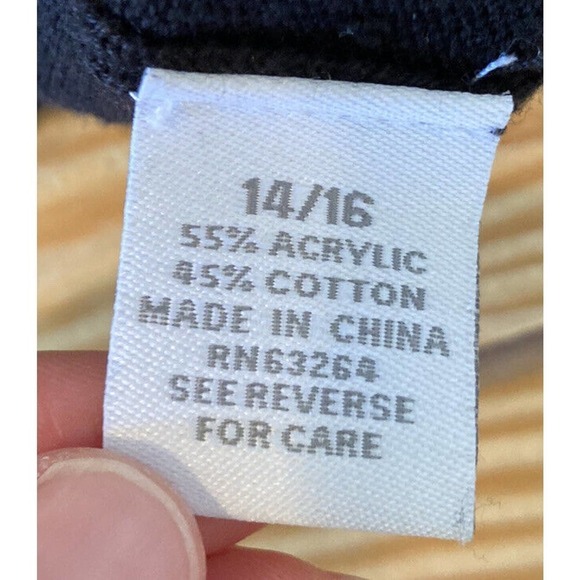 14/16
55% ACRYLIC
45% COTTON
MADE IN CHINA
RN63264
SEE REVERSE
FOR CARE